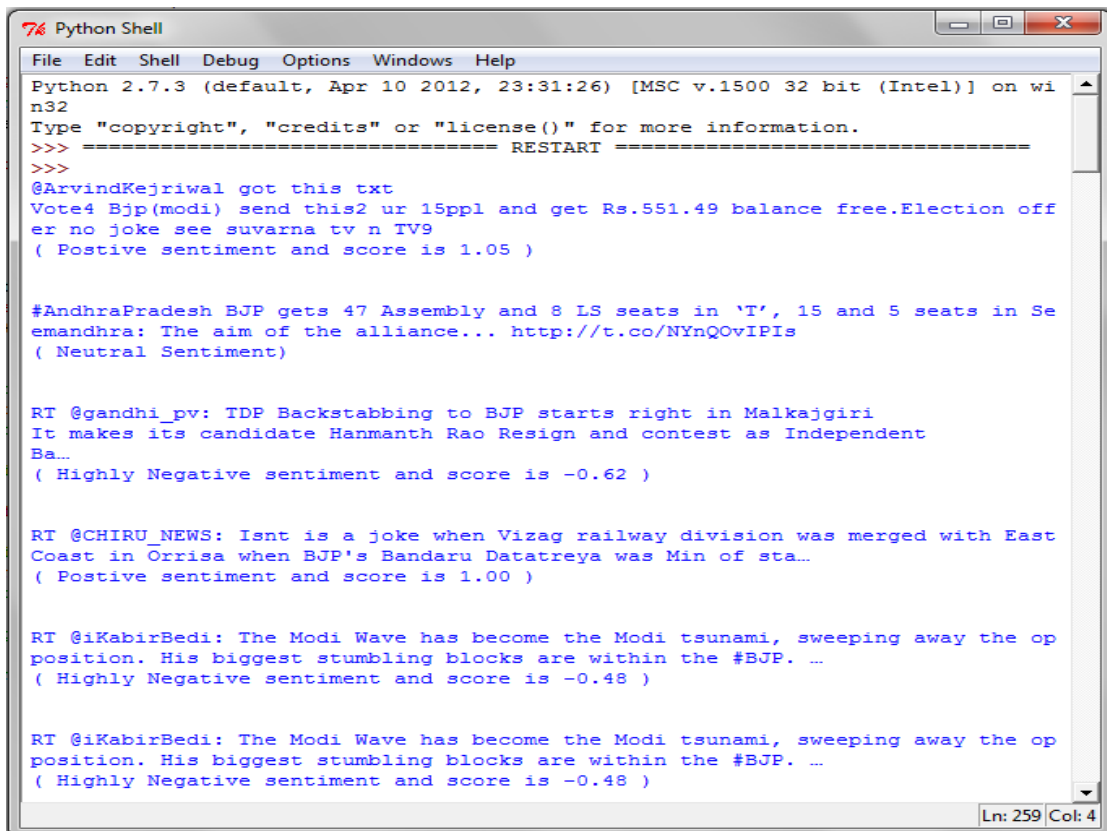 Python Shell
File Edit Shell Debug Options Windows Help
Python 2.7.3 (default, Apr 10 2012, 23:31:26) [MSC v.1500 32 bit (Intel)] on wi
n32
Type "copyright", "credits" or "license()" for more information.
>>> ================================ RESTART ================================
>>>
@ArvindKejriwal got this txt
Vote4 Bjp(modi) send this2 ur 15ppl and get Rs.551.49 balance free.Election off
er no joke see suvarna tv n TV9
( Postive sentiment and score is 1.05 )
#AndhraPradesh BJP gets 47 Assembly and 8 LS seats in ‘T’, 15 and 5 seats in Se
emandhra: The aim of the alliance... http://t.co/NYnQOvIPIs
( Neutral Sentiment)
RT @gandhi_pv: TDP Backstabbing to BJP starts right in Malkajgiri
It makes its candidate Hanmanth Rao Resign and contest as Independent
Ba…
( Highly Negative sentiment and score is -0.62 )
RT @CHIRU_NEWS: Isnt is a joke when Vizag railway division was merged with East
Coast in Orrisa when BJP's Bandaru Datatreya was Min of sta…
( Postive sentiment and score is 1.00 )
RT @iKabirBedi: The Modi Wave has become the Modi tsunami, sweeping away the op
position. His biggest stumbling blocks are within the #BJP. …
( Highly Negative sentiment and score is -0.48 )
RT @iKabirBedi: The Modi Wave has become the Modi tsunami, sweeping away the op
position. His biggest stumbling blocks are within the #BJP. …
( Highly Negative sentiment and score is -0.48 )
Ln: 259 Col: 4